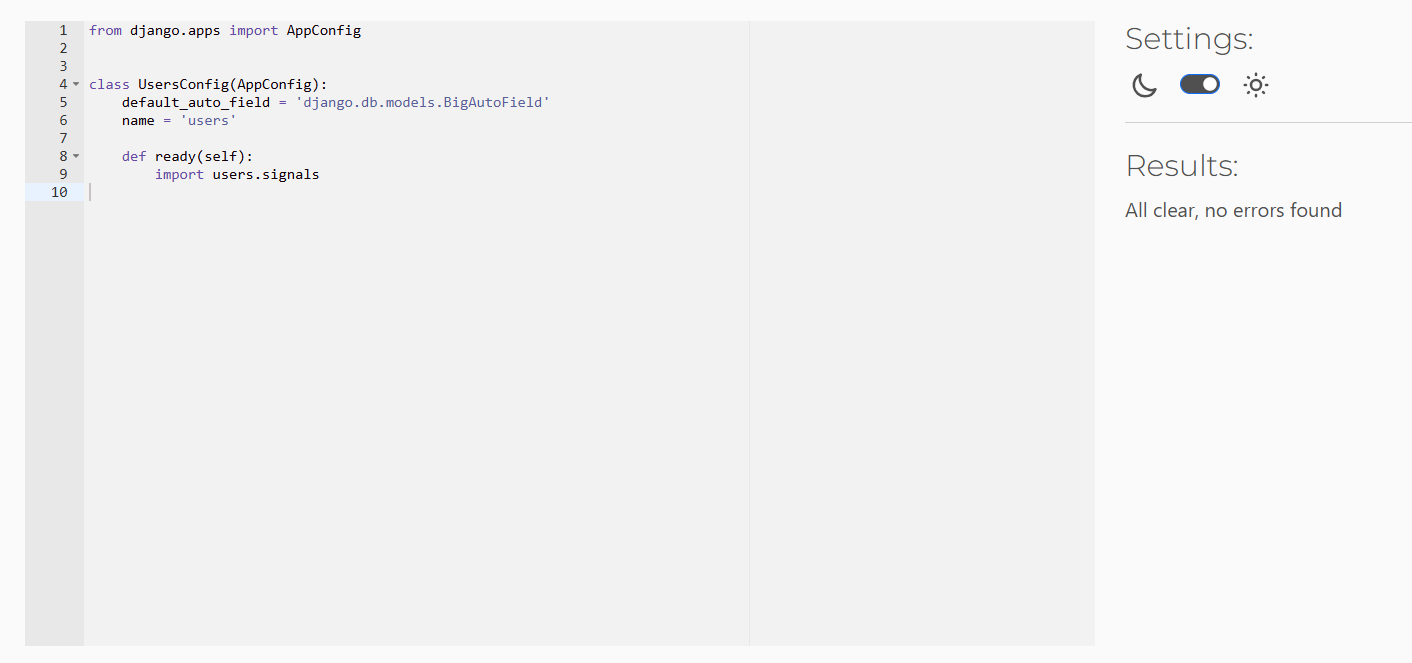 1 from django.apps import AppConfig
2
3
4 class UsersConfig(AppConfig):
5     default_auto_field = 'django.db.models.BigAutoField'
6     name = 'users'
7
8     def ready(self):
9         import users.signals
10
Settings:
Results:
All clear, no errors found